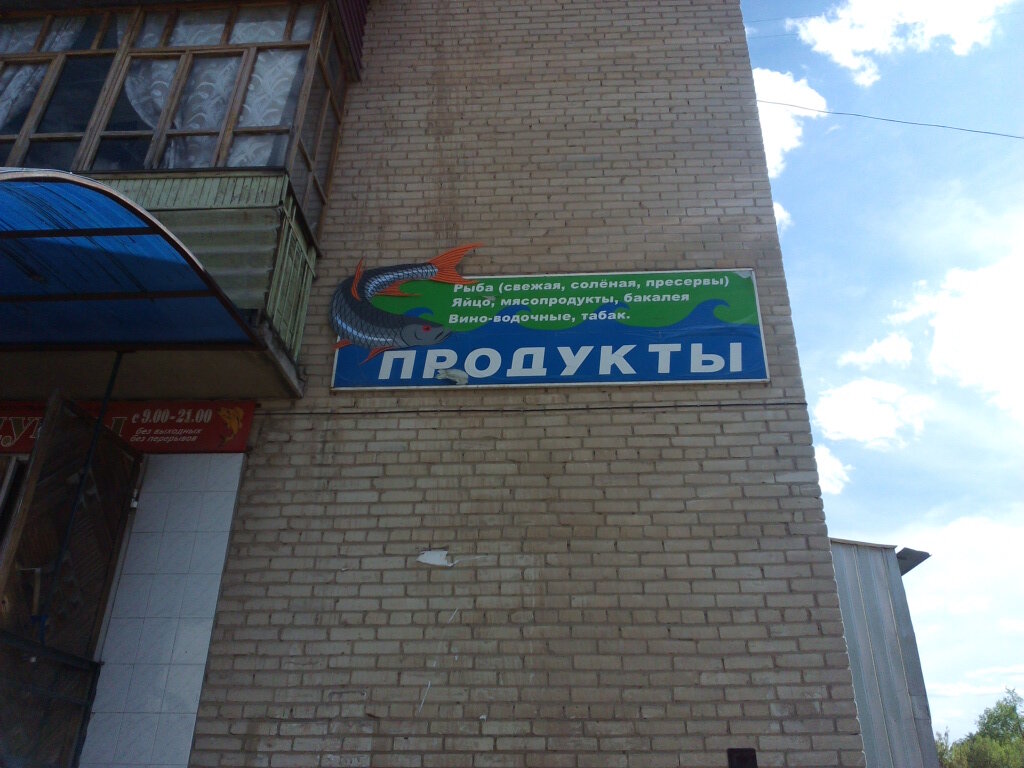 Рыба (свежая, солёная, пресервы)
Яйцо, мясопродукты, бакалея
Вино-водочные, табак.
ПРОДУКТЫ
с 9.00-21.00
без выходных
без перерывов